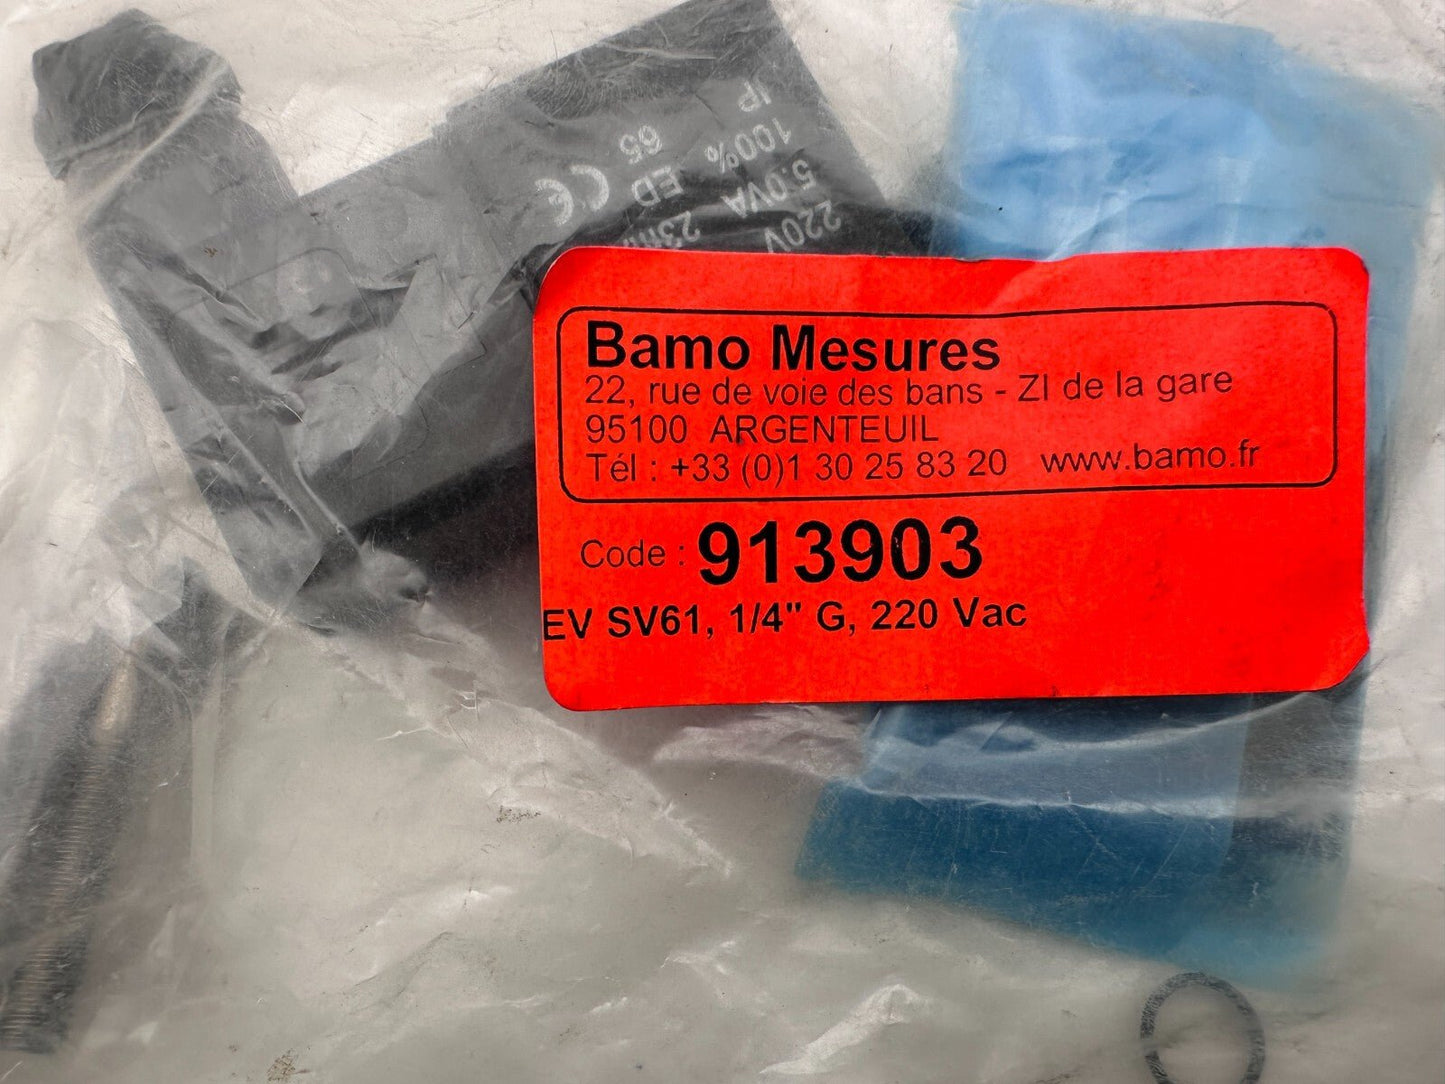 Bamo Mesures
22, rue de voie des bans - ZI de la gare
95100 ARGENTEUIL
Tél : +33 (0)1 30 25 83 20 www.bamo.fr
Code : 913903
EV SV61, 1/4" G, 220 Vac
220V
5.0VA
100% ED
IP 65
CE